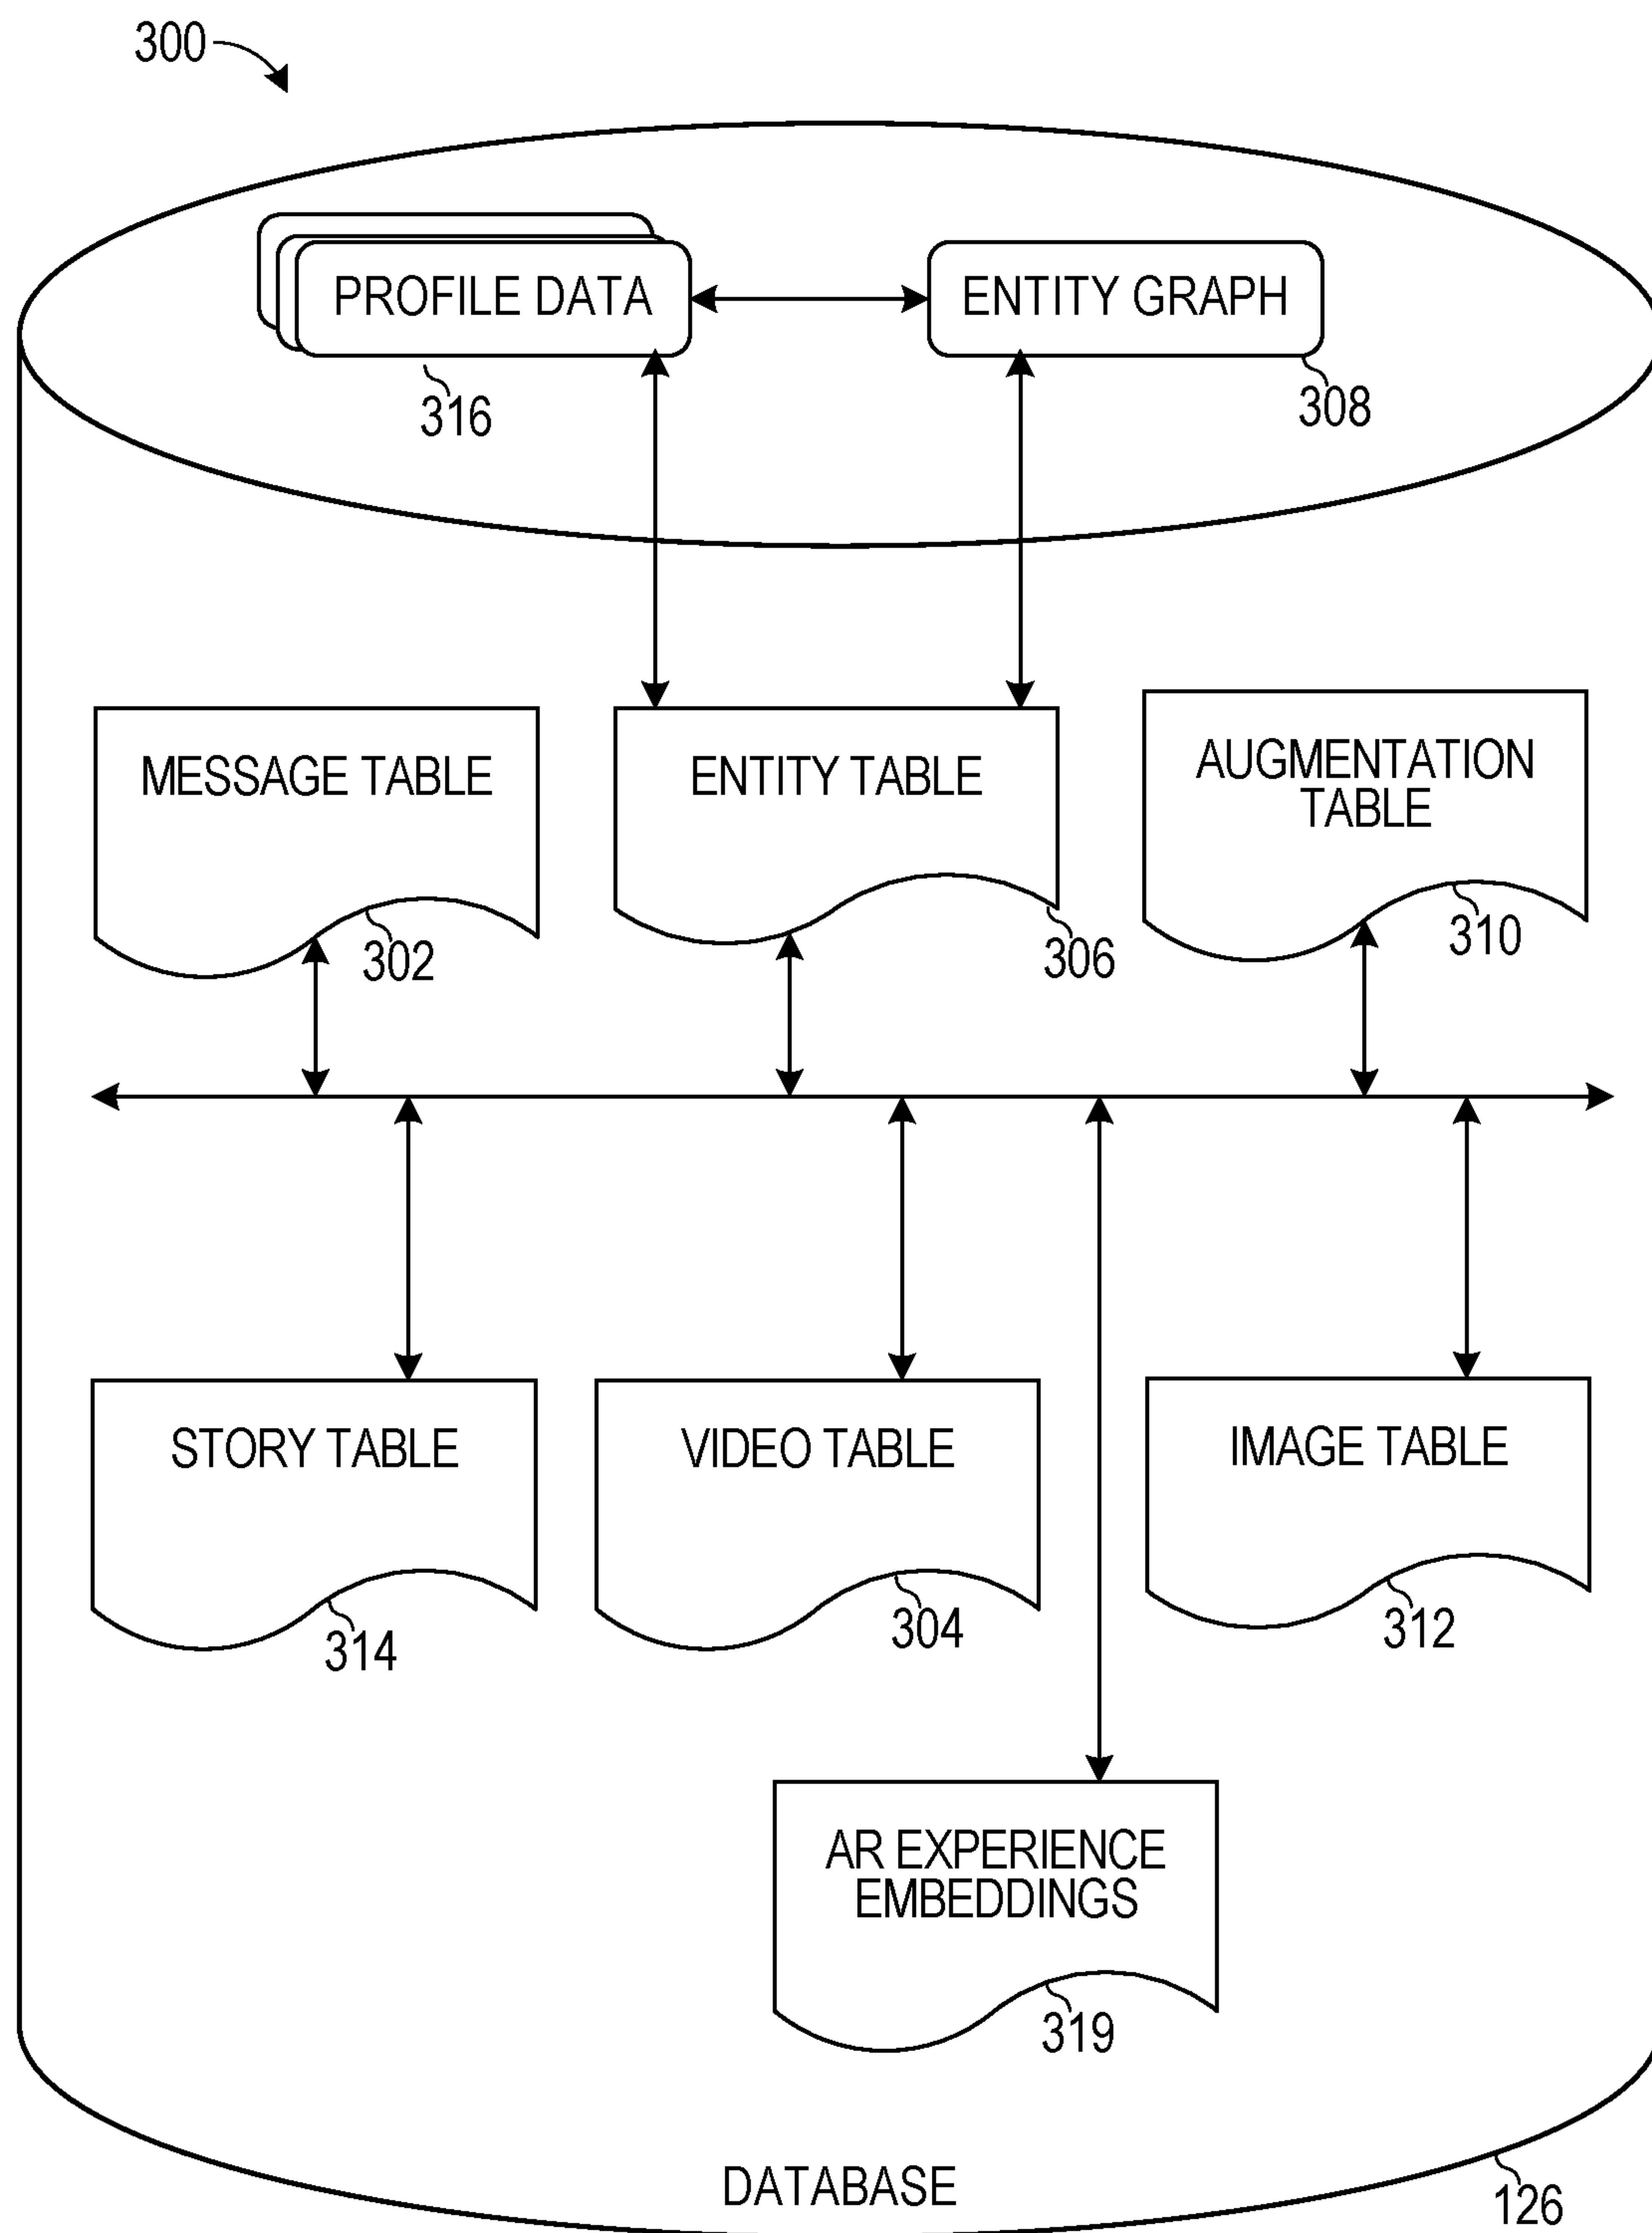 300
PROFILE DATA
ENTITY GRAPH
316
308
MESSAGE TABLE
ENTITY TABLE
AUGMENTATION
TABLE
302
306
310
STORY TABLE
VIDEO TABLE
IMAGE TABLE
314
304
312
AR EXPERIENCE
EMBEDDINGS
319
DATABASE
126